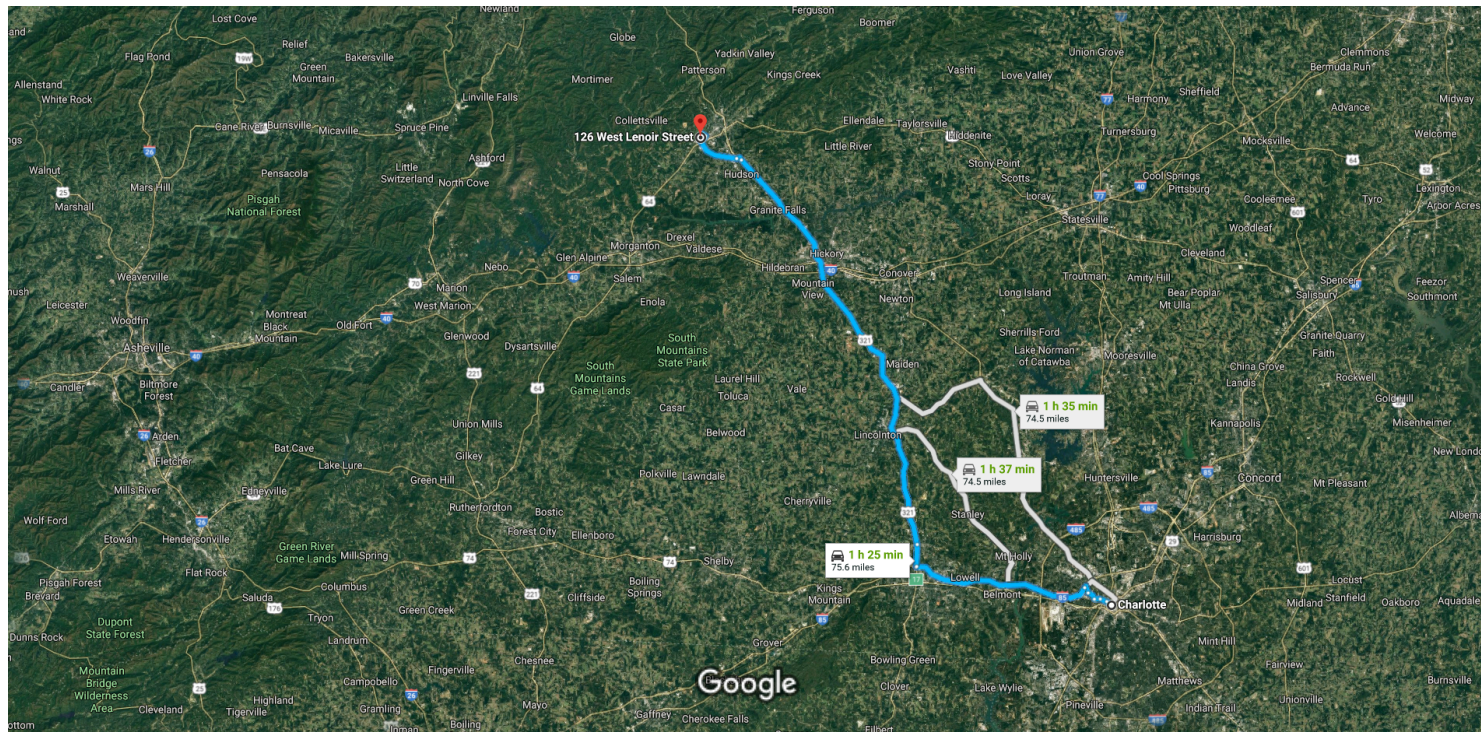 Lost Cove
Newland
Ferguson
Boomer
Globe
Flag Pond
19W
Relief
Green
Mountain
Bakersville
Yadkin Valley
Patterson
Kings Creek
Vashti
Love Valley
Union Grove
Clemmons
Bermuda Run
Allenstand
White Rock
Mortimer
Linville Falls
77
Harmony
Sheffield
Advance
Midway
Cane River
Burnsville
Micaville
Spruce Pine
Collettsville
126 West Lenoir Street
Ellendale
Taylorsville
Hiddenite
Turnersburg
Mocksville
Welcome
Little River
26
Walnut
Mars Hill
25
Marshall
Pensacola
Little
Switzerland
Ashford
North Cove
Hudson
Stony Point
Scotts
Cool Springs
Pittsburg
40
64
52
Lexington
Pisgah
National Forest
64
Granite Falls
Loray
77
Statesville
Cooleemee
601
Woodleaf
Tyro
Arbor Acres
Weaverville
Nebo
Glen Alpine
Morganton
Drexel
Valdese
Hickory
Hildebran
40
Conover
Cleveland
Spencer
70
Marion
40
Salem
Mountain
View
Newton
Troutman
Amity Hill
Bear Poplar
Mt Ulla
Salisbury
Feezor
Southmont
Leicester
Woodfin
Montreat
Black
Mountain
Old Fort
40
West Marion
Enola
Long Island
Asheville
40
Glenwood
Dysartsville
South
Mountains
State Park
321
Sherrills Ford
Lake Norman
of Catawba
Mooresville
Granite Quarry
Faith
Candler
Biltmore
Forest
221
64
South
Mountains
Game Lands
Laurel Hill
Toluca
Vale
Maiden
China Grove
Landis
Rockwell
Gold Hill
Misenheimer
Casar
1 h 35 min
74.5 miles
Kannapolis
26
Arden
Fletcher
Bat Cave
Union Mills
Gilkey
Belwood
Lincolnton
New London
Lake Lure
Green Hill
Polkville
Lawndale
1 h 37 min
74.5 miles
Huntersville
85
Concord
Mt Pleasant
Mills River
Edneyville
Rutherfordton
Bostic
Cherryville
321
Stanley
485
485
Wolf Ford
Etowah
26
Hendersonville
Forest City
Ellenboro
Harrisburg
Green River
Game Lands
Mill Spring
74
74
Shelby
1 h 25 min
75.6 miles
Mt Holly
29
Pisgah Forest
Brevard
Flat Rock
Columbus
Boiling
Springs
Kings
Mountain
17
Lowell
Belmont
85
Charlotte
601
Locust
Stanfield
Midland
Oakboro
Aquadale
Saluda
176
221
Cliffside
85
Dupont
State Forest
Tryon
Green Creek
Landrum
Grover
Mint Hill
Dunns Rock
Chesnee
Fingerville
Bowling Green
Fairview
Mountain
Bridge
Wilderness
Area
25
Campobello
26
Google
Clover
Lake Wylie
Matthews
Burnsville
Cleveland
Highland
Tigerville
Gramling
Mayo
Gaffney
Cherokee Falls
Pineville
Indian Trail
Unionville
485
Boiling
Filbert